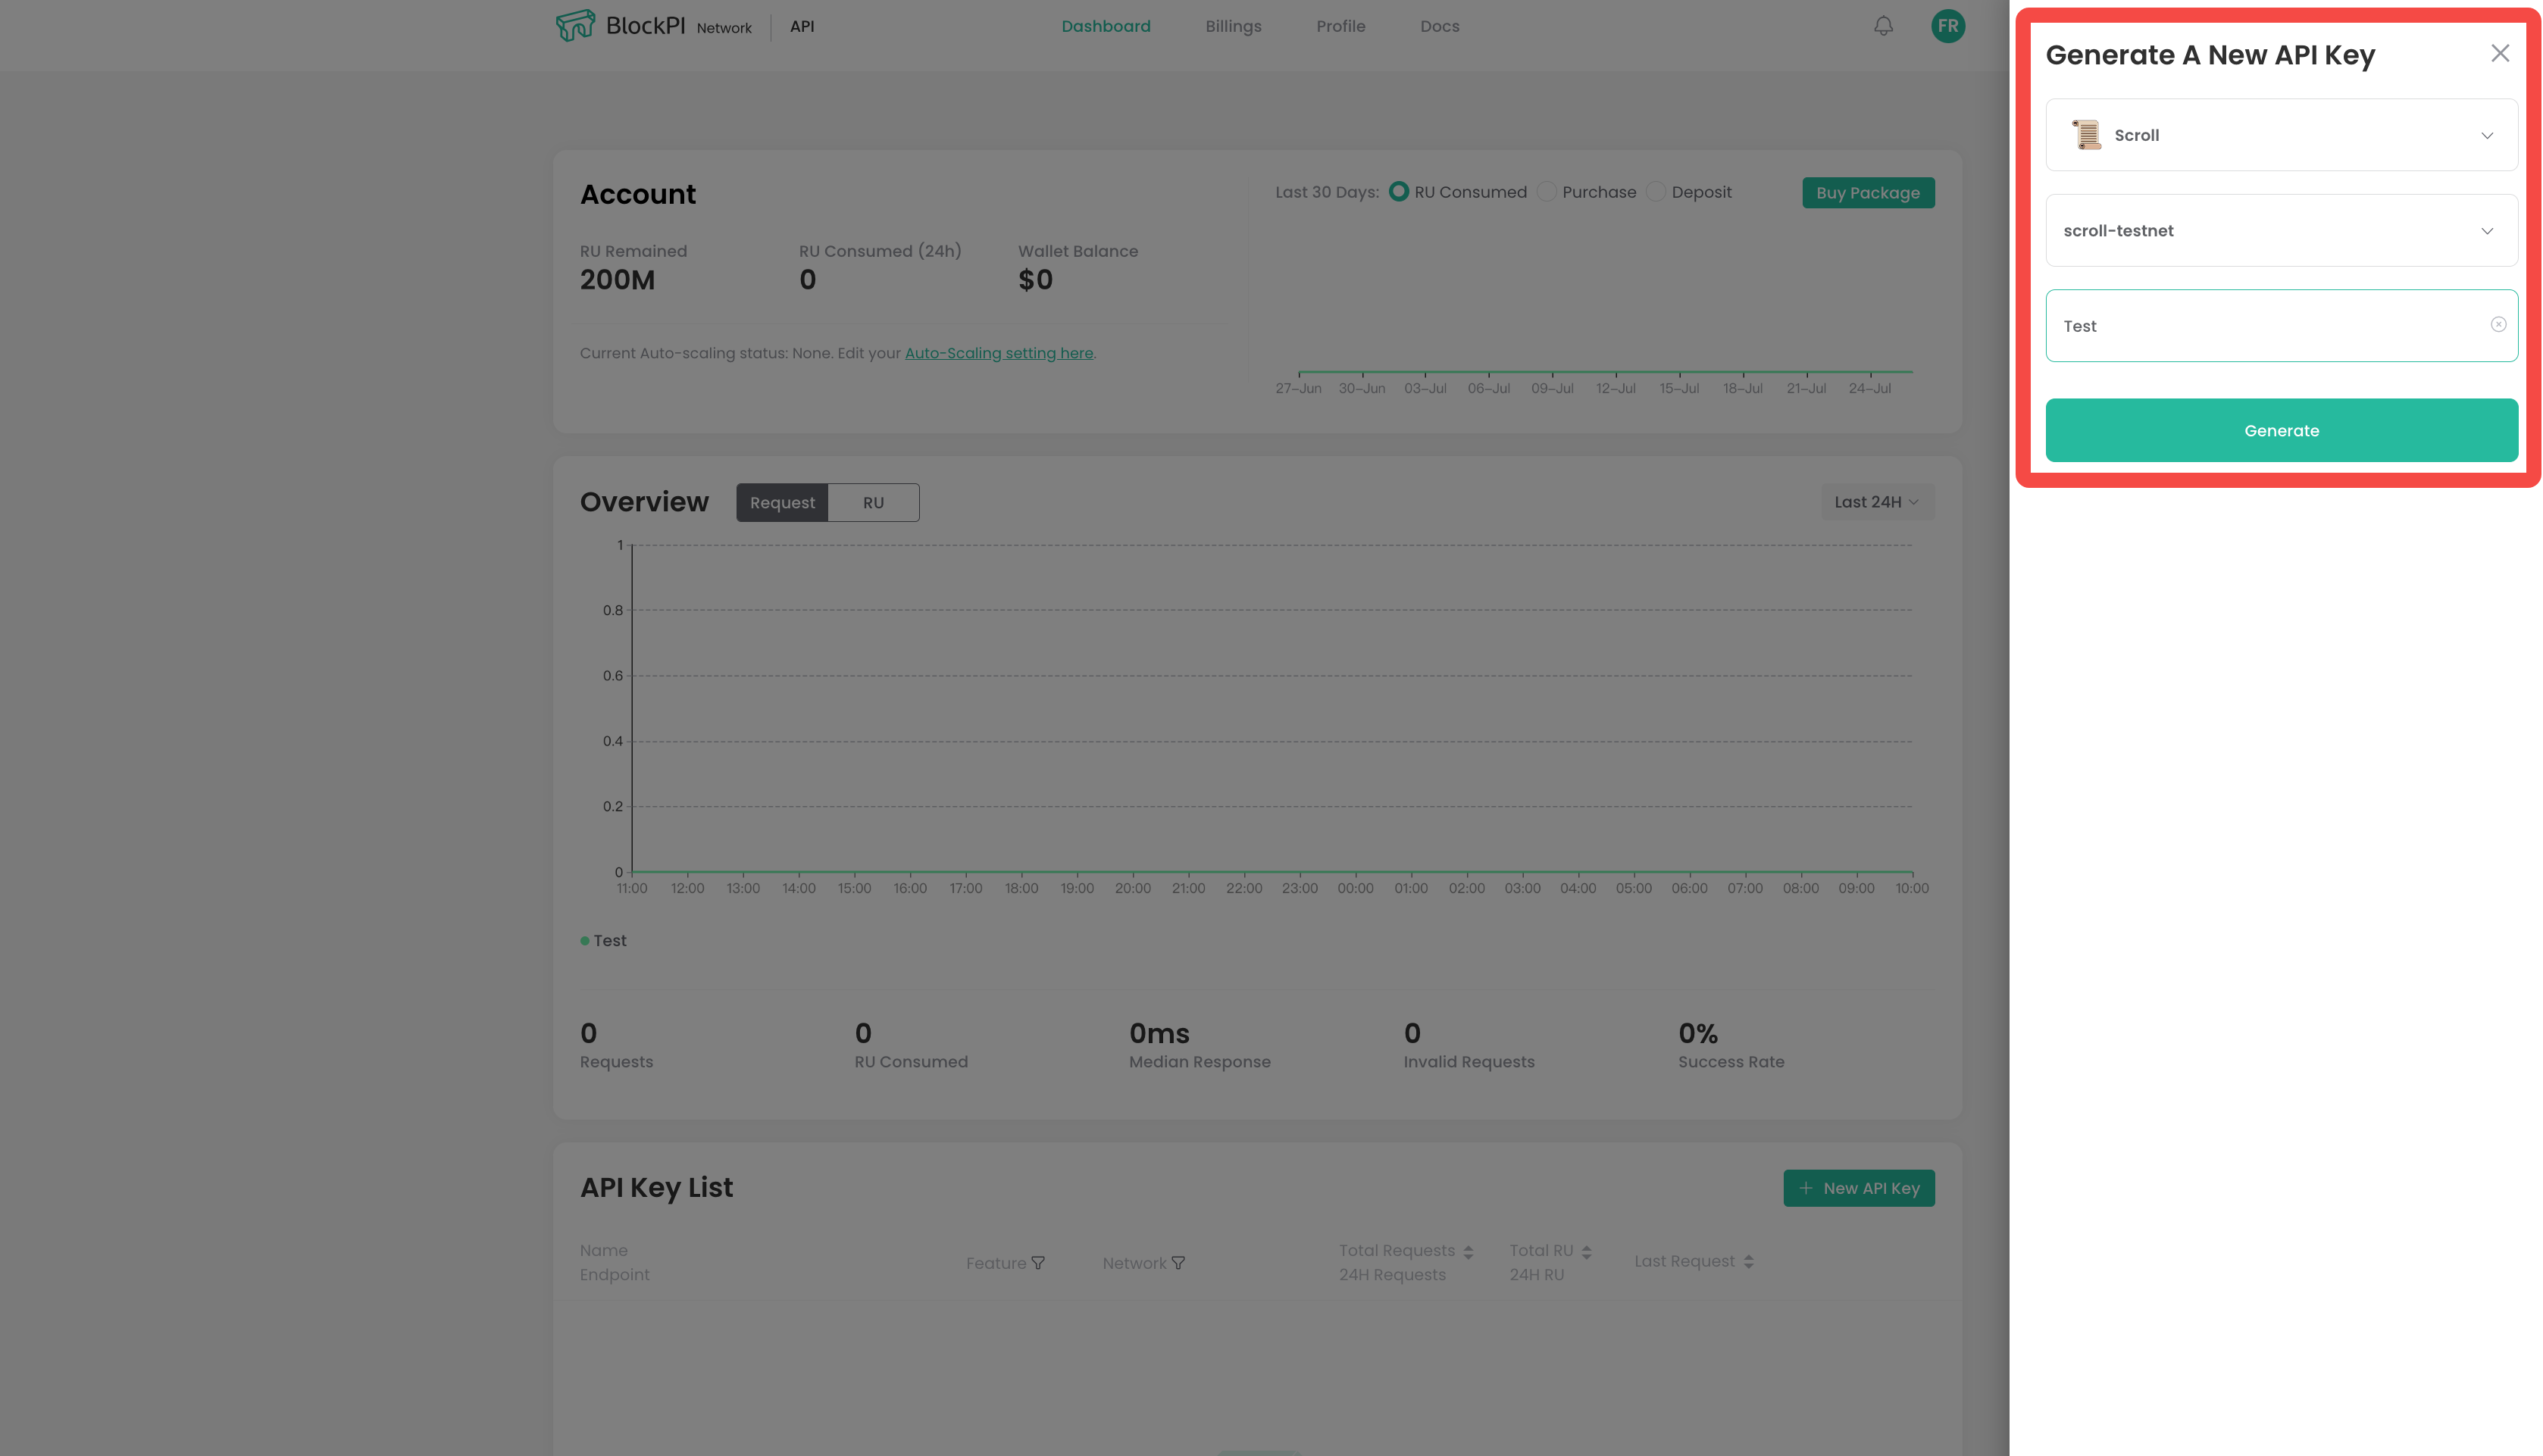 BlockPI Network API
Dashboard Billings Profile Docs
FR
Account
RU Remained RU Consumed (24h) Wallet Balance
200M 0 $0
Current Auto-scaling status: None. Edit your Auto-Scaling setting here.
Last 30 Days: RU Consumed Purchase Deposit
Buy Package
27-Jun 30-Jun 03-Jul 06-Jul 09-Jul 12-Jul 15-Jul 18-Jul 21-Jul 24-Jul
Overview Request RU
Last 24H
1
0.8
0.6
0.4
0.2
0
11:00 12:00 13:00 14:00 15:00 16:00 17:00 18:00 19:00 20:00 21:00 22:00 23:00 00:00 01:00 02:00 03:00 04:00 05:00 06:00 07:00 08:00 09:00 10:00
Test
0 0 0ms 0 0%
Requests RU Consumed Median Response Invalid Requests Success Rate
API Key List
New API Key
Name
Endpoint
Feature
Network
Total Requests
24H Requests
Total RU
24H RU
Last Request
Generate A New API Key
Scroll
scroll-testnet
Test
Generate